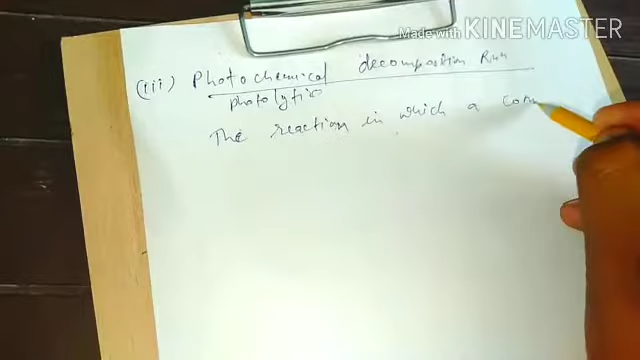 Made with KINEMASTER
(iii) Photochemical decomposition Rxn
photolytic
The reaction in which a com